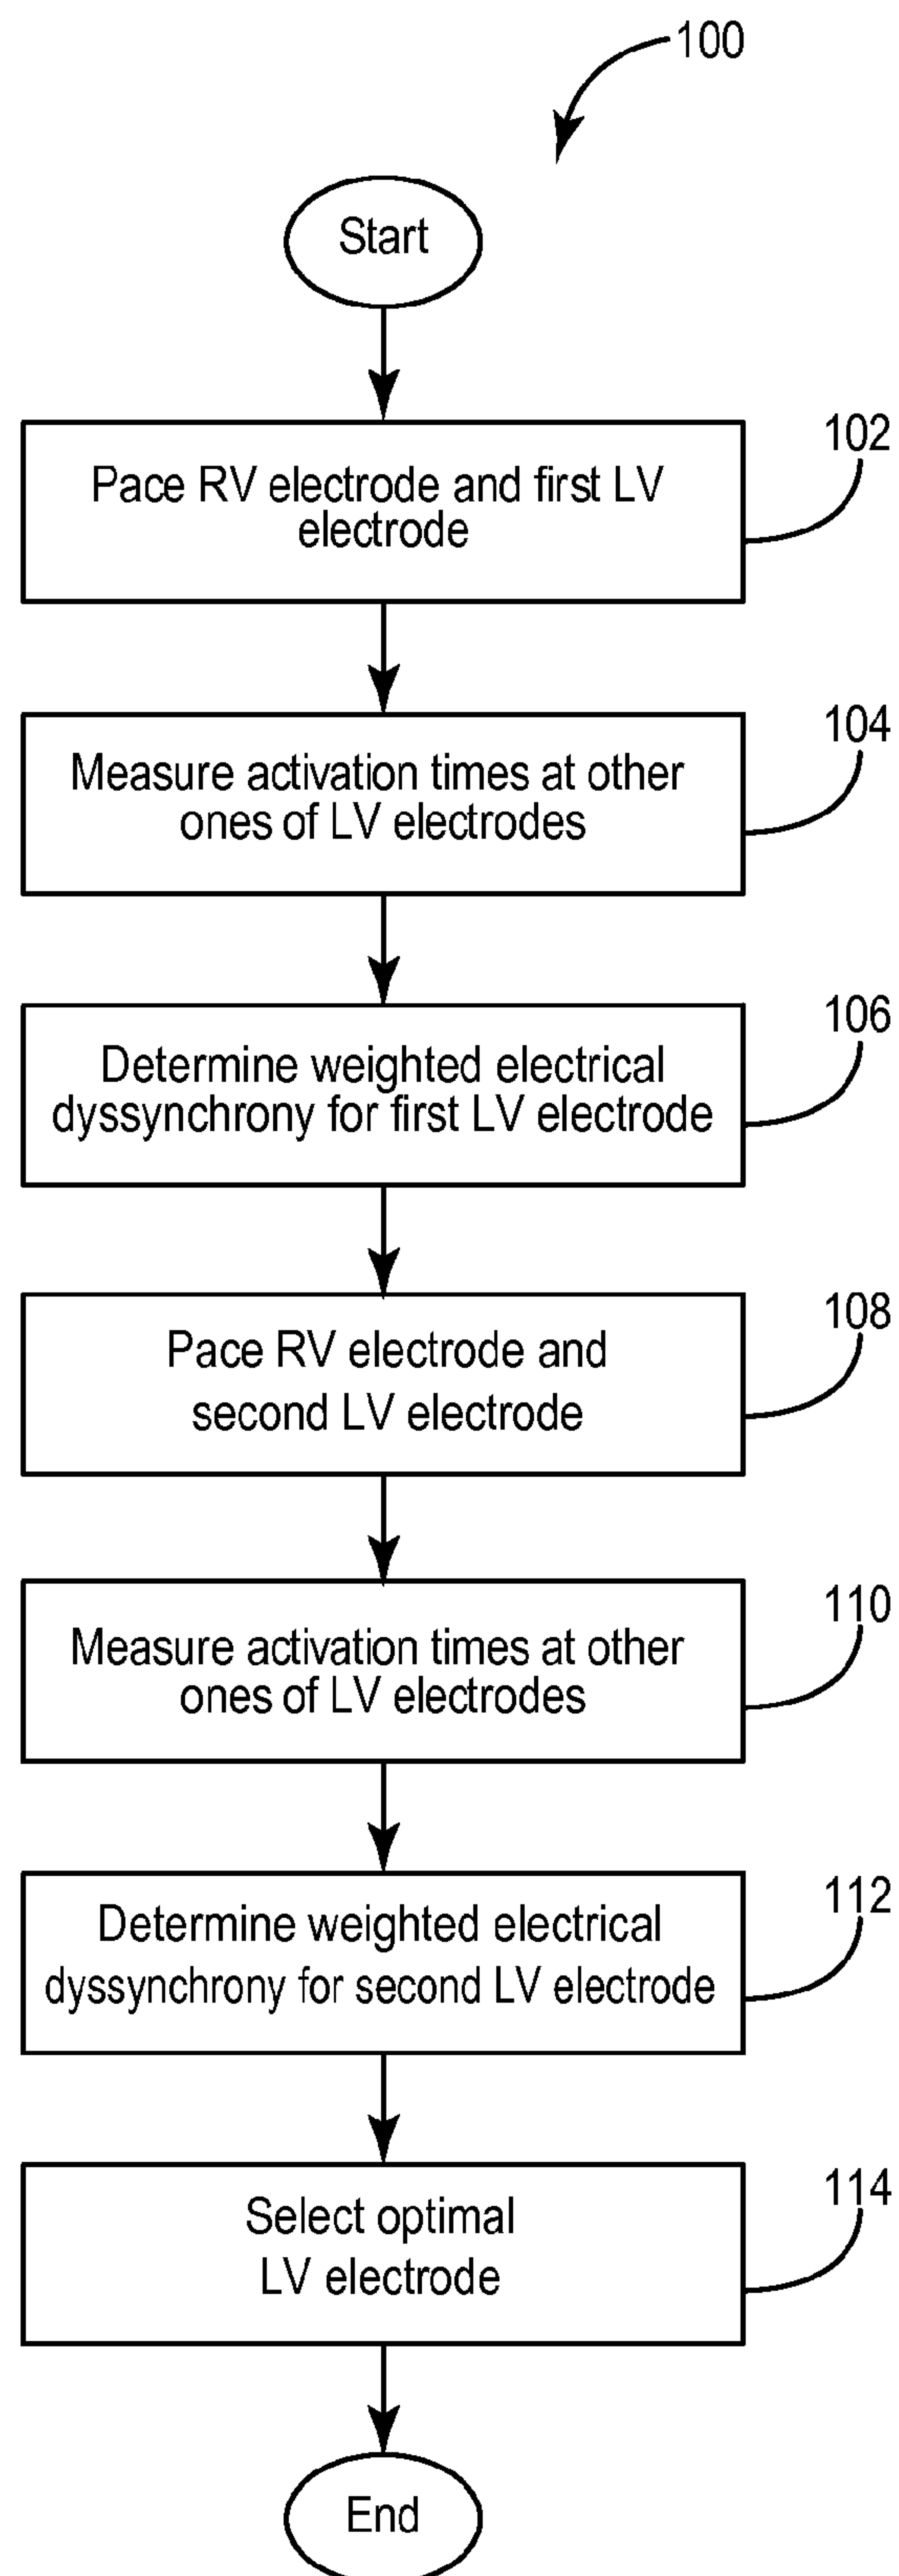 100
Start
102
Pace RV electrode and first LV
electrode
104
Measure activation times at other
ones of LV electrodes
106
Determine weighted electrical
dyssynchrony for first LV electrode
108
Pace RV electrode and
second LV electrode
110
Measure activation times at other
ones of LV electrodes
112
Determine weighted electrical
dyssynchrony for second LV electrode
114
Select optimal
LV electrode
End